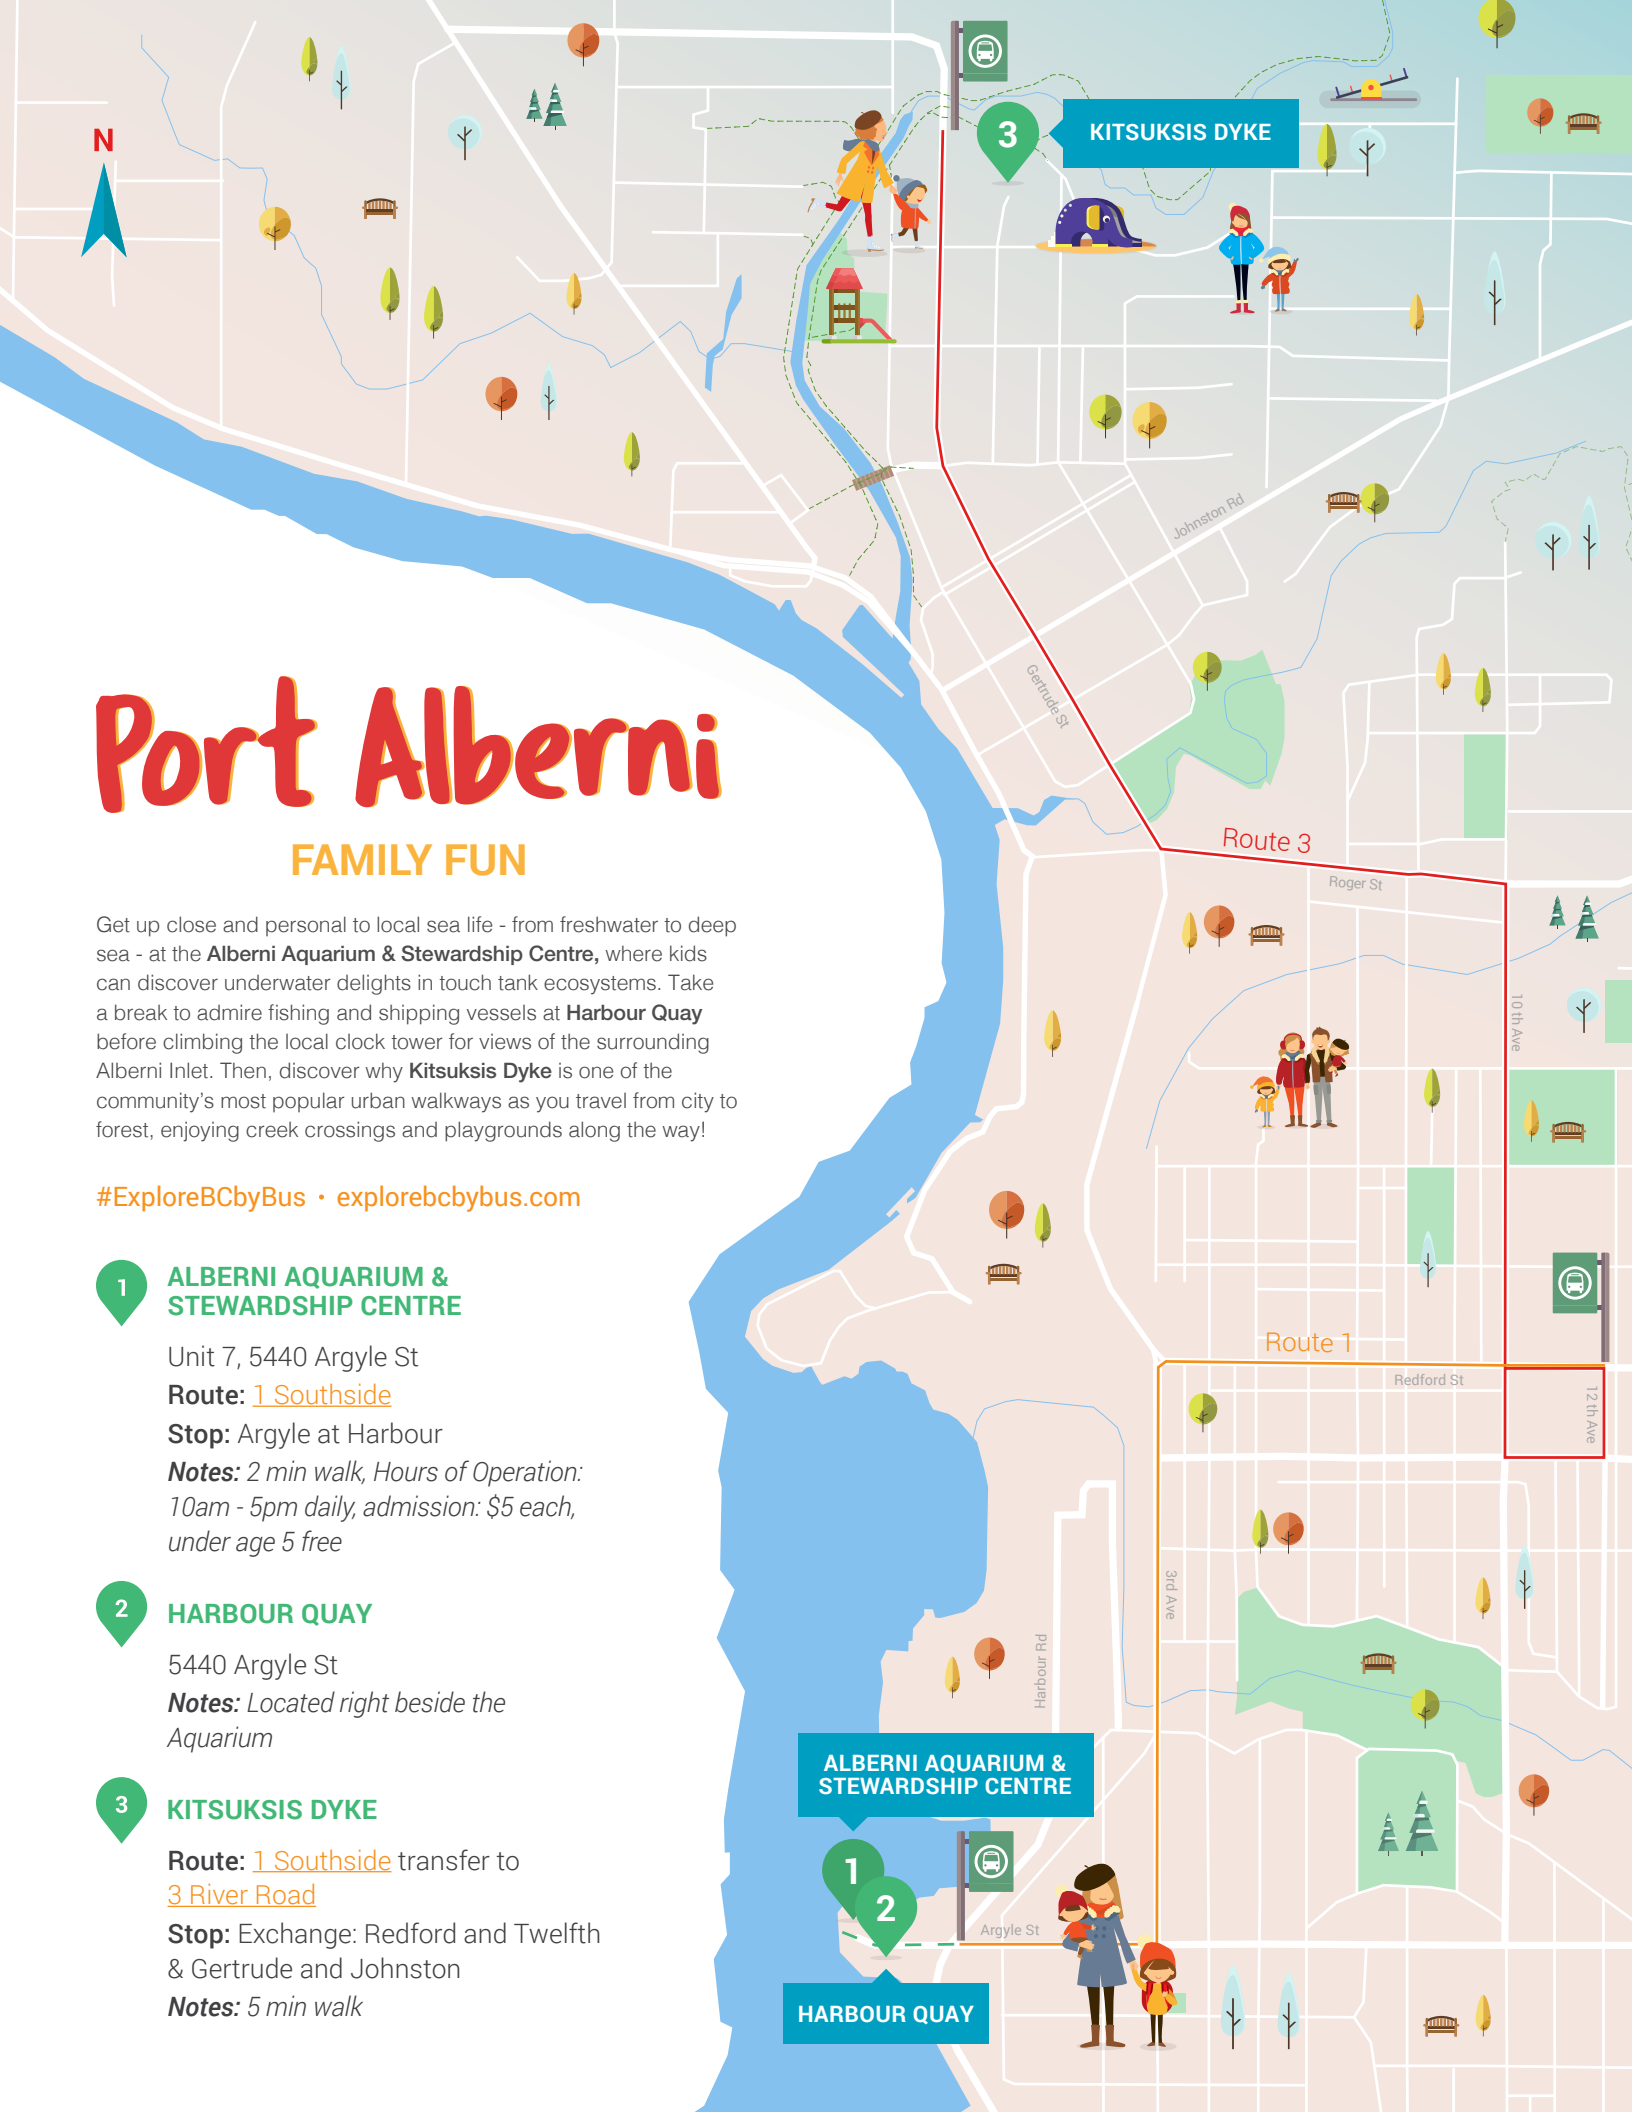 N
3
KITSUKSIS DYKE
Johnston Rd
Gertrude St
Port Alberni
FAMILY FUN
Get up close and personal to local sea life - from freshwater to deep
sea - at the Alberni Aquarium & Stewardship Centre, where kids
can discover underwater delights in touch tank ecosystems. Take
a break to admire fishing and shipping vessels at Harbour Quay
before climbing the local clock tower for views of the surrounding
Alberni Inlet. Then, discover why Kitsuksis Dyke is one of the
community's most popular urban walkways as you travel from city to
forest, enjoying creek crossings and playgrounds along the way!
#ExploreBCbyBus • explorebcbybus.com
1
ALBERNI AQUARIUM &
STEWARDSHIP CENTRE
Unit 7, 5440 Argyle St
Route: 1 Southside
Stop: Argyle at Harbour
Notes: 2 min walk, Hours of Operation:
10am - 5pm daily, admission: $5 each,
under age 5 free
2
HARBOUR QUAY
5440 Argyle St
Notes: Located right beside the
Aquarium
3
KITSUKSIS DYKE
Route: 1 Southside transfer to
3 River Road
Stop: Exchange: Redford and Twelfth
& Gertrude and Johnston
Notes: 5 min walk
Route 3
Roger St
10 th Ave
Route 1
Redford St
12 th Ave
3rd Ave
Harbour Rd
ALBERNI AQUARIUM &
STEWARDSHIP CENTRE
1
2
Argyle St
HARBOUR QUAY